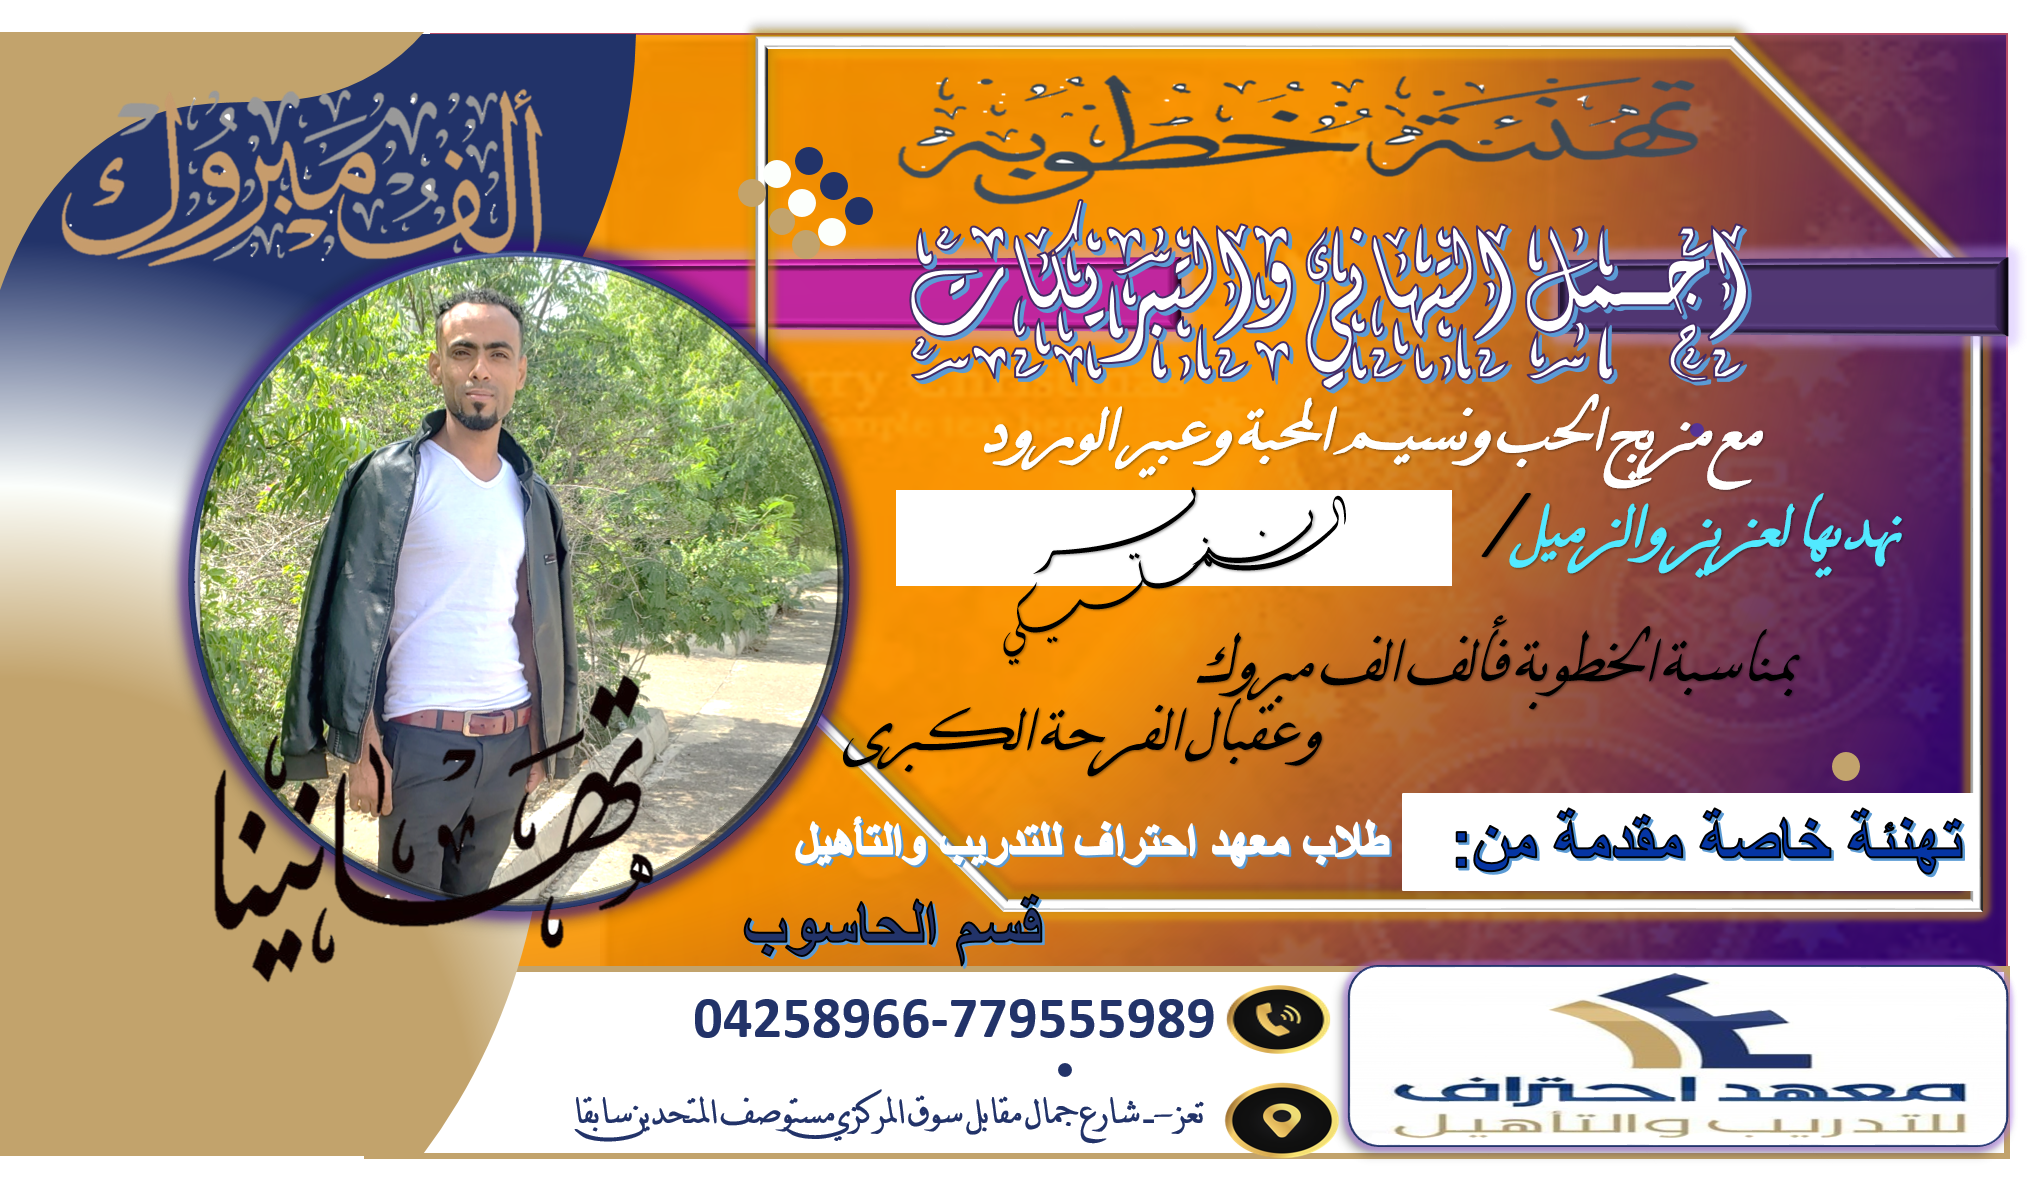 تهنئة خطوبة
ألف مبروك
اجمل التهاني والتبريكات
مع مزيج الحب ونسيم المحبة وعبير الورود
نهديها لعزيز والزميل/
بمناسبة الخطوبة فألف الف مبروك
وعقبال الفرحة الكبرى
تهانينا
تهنئة خاصة مقدمة من:
طلاب معهد احتراف للتدريب والتأهيل
قسم الحاسوب
04258966-779555989
تعز -ـ شارع جمال مقابل سوق المركزي مستوصف المتحدين سابقا
معهد احتراف
للتدريب والتأهيل